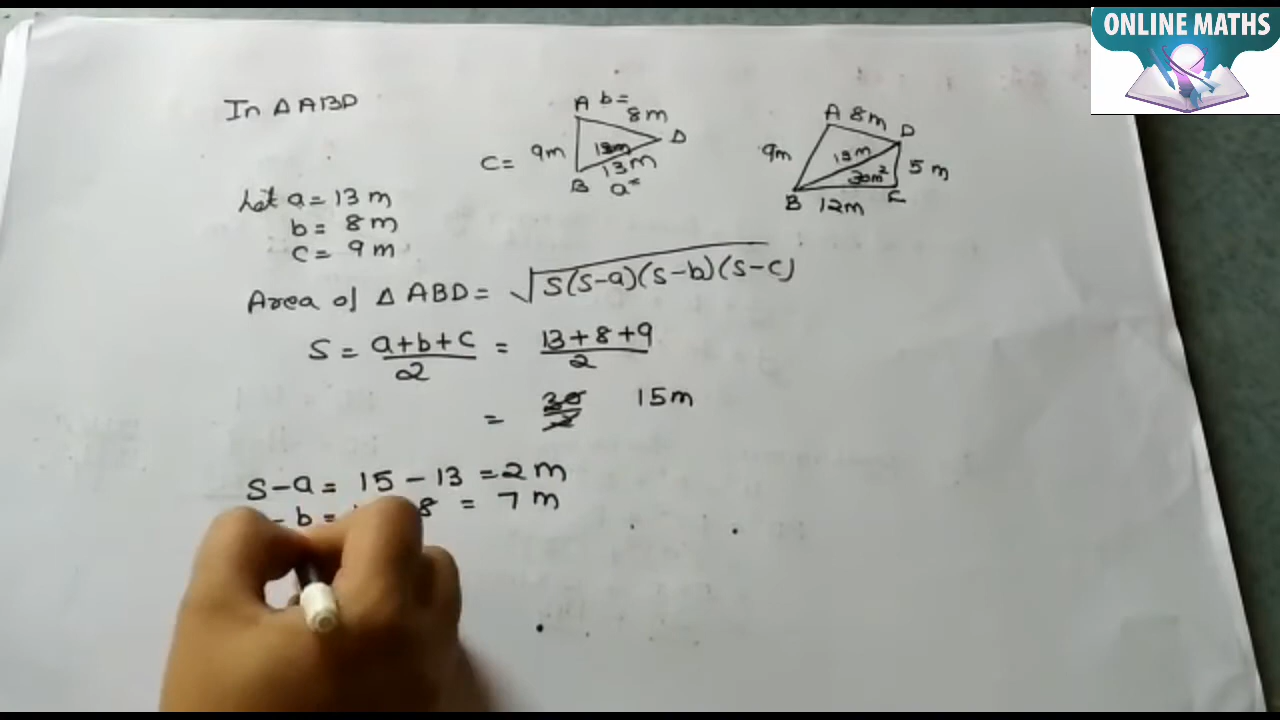 ONLINE MATHS
In Δ ABD
A b=
8m
D
C= 9m
13m
13m
B a=
A 8m D
9m
13m
30m²
5 m
B 12m C
Let a = 13 m
b = 8 m
c = 9 m
Area of Δ ABD = √S(S-a)(S-b)(S-c)
S = a+b+c/2 = 13+8+9/2
= 30/2 15m
S-a = 15 - 13 = 2 m
- b = 8 = 7 m